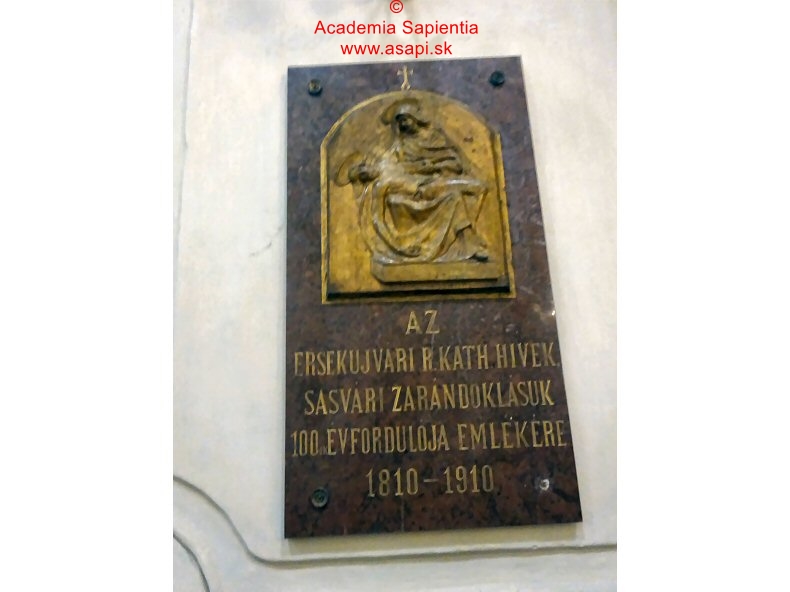 ©
Academia Sapientia
www.asapi.sk
AZ
ÉRSEKUJVÁRI R.KATH.HIVEK
SASVÁRI ZARÁNDOKLÁSUK
100.ÉVFORDULÓJA EMLÉKÉRE
1810-1910